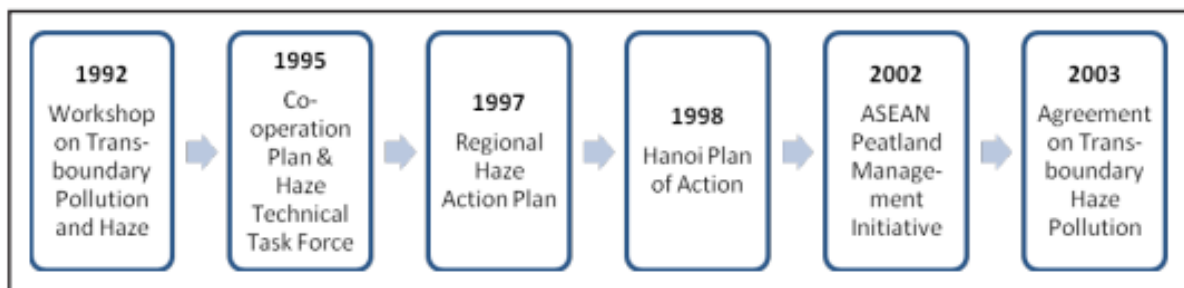 1992
Workshop
on Trans-
boundary
Pollution
and Haze
1995
Co-
operation
Plan &
Haze
Technical
Task Force
1997
Regional
Haze
Action Plan
1998
Hanoi Plan
of Action
2002
ASEAN
Peatland
Manage-
ment
Initiative
2003
Agreement
on Trans-
boundary
Haze
Pollution